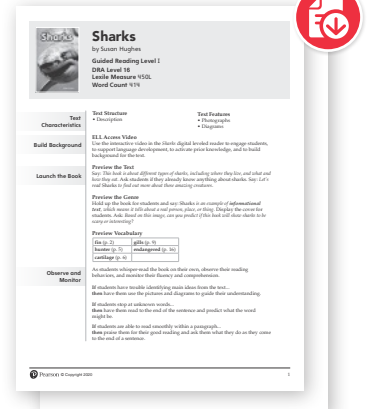 Sharks
Sharks
by Susan Hughes
Guided Reading Level I
DRA Level 18
Lexile Measure 450L
Word Count 414
Text
Characteristics
Text Structure
• Description
Text Features
• Photographs
• Diagrams
Build Background
ELL Access Video
Use the interactive video in the Sharks digital leveled reader to engage students,
to support language development, to activate prior knowledge, and to build
background for the text.
Launch the Book
Preview the Text
Say: This book is about different types of sharks, including where they live, and what and
how they eat. Ask students if they already know anything about sharks. Say: Let's
read Sharks to find out more about these amazing creatures.
Preview the Genre
Hold up the book for students and say: Sharks is an example of informational
text, which means it tells about a real person, place, or thing. Display the cover for
students. Ask: Based on this image, can you predict if this book will show sharks to be
scary or interesting?
Preview Vocabulary
fin (p. 2) gills (p. 9)
hunter (p. 5) endangered (p. 16)
cartilage (p. 6)
Observe and
Monitor
As students whisper-read the book on their own, observe their reading
behaviors, and monitor their fluency and comprehension.
If students have trouble identifying main ideas from the text...
then have them use the pictures and diagrams to guide their understanding.
If students stop at unknown words...
then have them read to the end of the sentence and predict what the word
might be.
If students are able to read smoothly within a paragraph...
then praise them for their good reading and ask them what they do as they come
to the end of a sentence.
Pearson © Copyright 2020
1